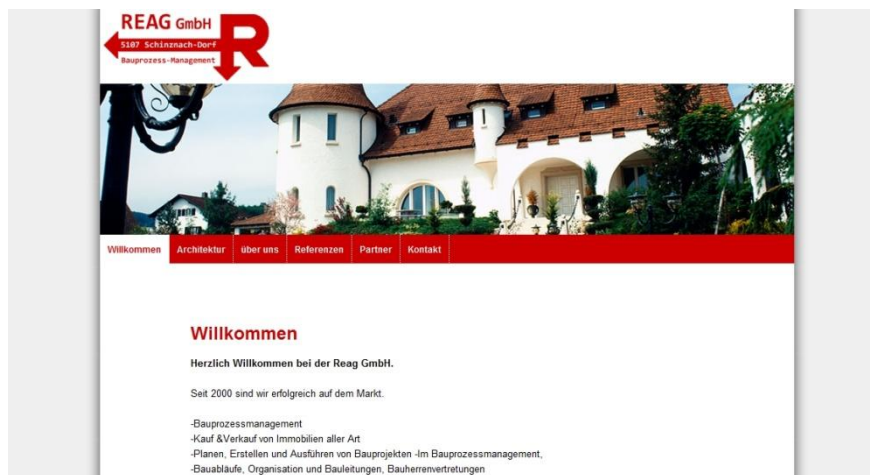 REAG GmbH
5107 Schinznach-Dorf
Bauprozess-Management
R
Willkommen Architektur über uns Referenzen Partner Kontakt
Willkommen
Herzlich Willkommen bei der Reag GmbH.
Seit 2000 sind wir erfolgreich auf dem Markt.
-Bauprozessmanagement
-Kauf &Verkauf von Immobilien aller Art
-Planen, Erstellen und Ausführen von Bauprojekten -Im Bauprozessmanagement,
-Bauabläufe, Organisation und Bauleitungen, Bauherrenvertretungen